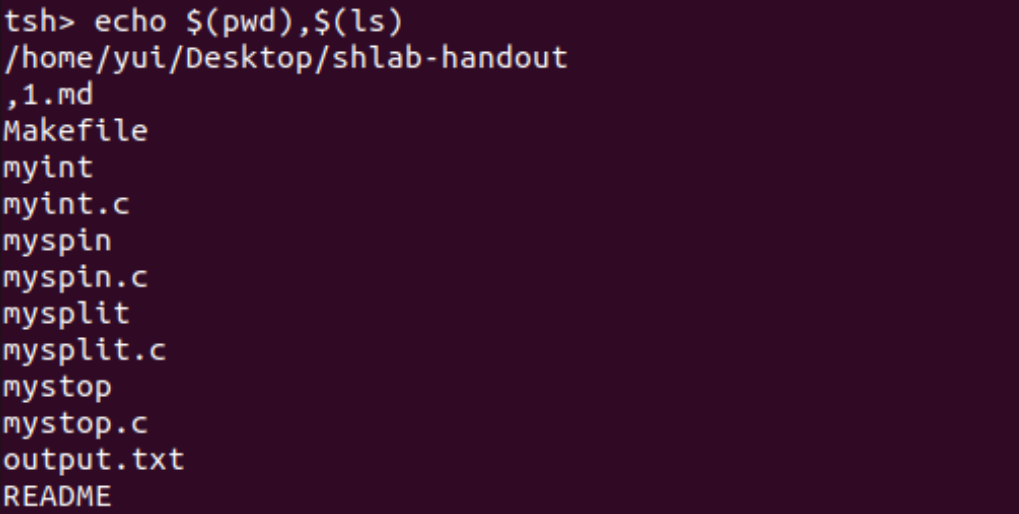 tsh> echo $(pwd),$(ls)
/home/yui/Desktop/shlab-handout
,1.md
Makefile
myint
myint.c
myspin
myspin.c
mysplit
mysplit.c
mystop
mystop.c
output.txt
README